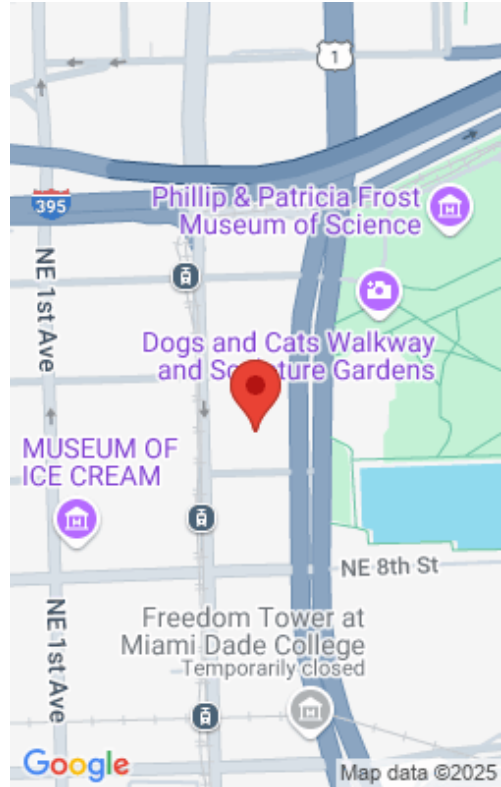 1
395
Phillip & Patricia Frost
Museum of Science
NE 1st Ave
Dogs and Cats Walkway
and Sculpture Gardens
MUSEUM OF
ICE CREAM
NE 8th St
NE 1st Ave
Freedom Tower at
Miami Dade College
Temporarily closed
Google
Map data ©2025